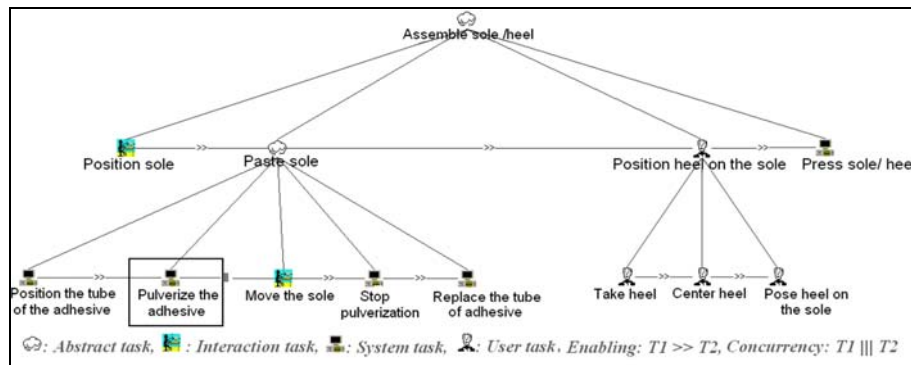 Assemble sole /heel
>> >> >>
Position sole Paste sole Position heel on the sole Press sole/ heel
>> ||| >> >> >> >>
Position the tube of the adhesive
Pulverize the adhesive
Move the sole
Stop pulverization
Replace the tube of adhesive
Take heel
Center heel
Pose heel on the sole
: Abstract task, : Interaction task, : System task, : User task. Enabling: T1 >> T2, Concurrency: T1 ||| T2